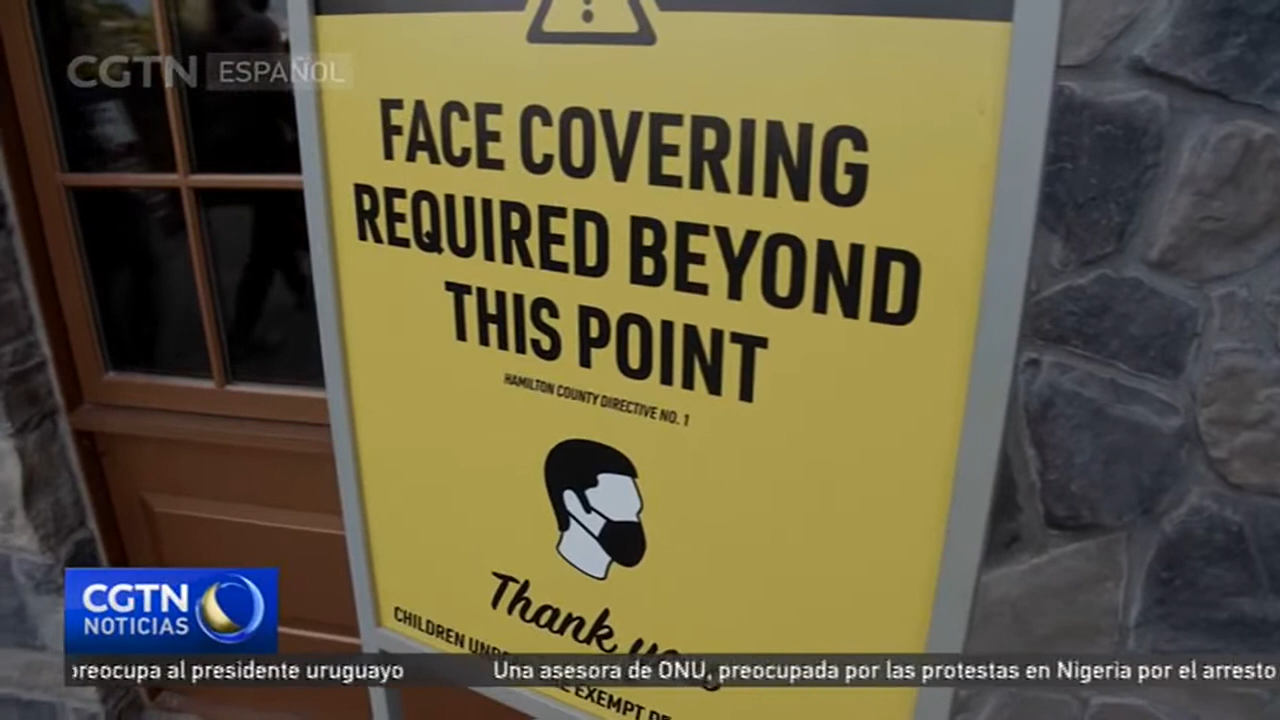 CGTN ESPAÑOL
FACE COVERING
REQUIRED BEYOND
THIS POINT
HAMILTON COUNTY DIRECTIVE NO. 1
Thank
CHILDREN
EXEMPT
CGTN
NOTICIAS
preocupa al presidente uruguayo Una asesora de ONU, preocupada por las protestas en Nigeria por el arresto